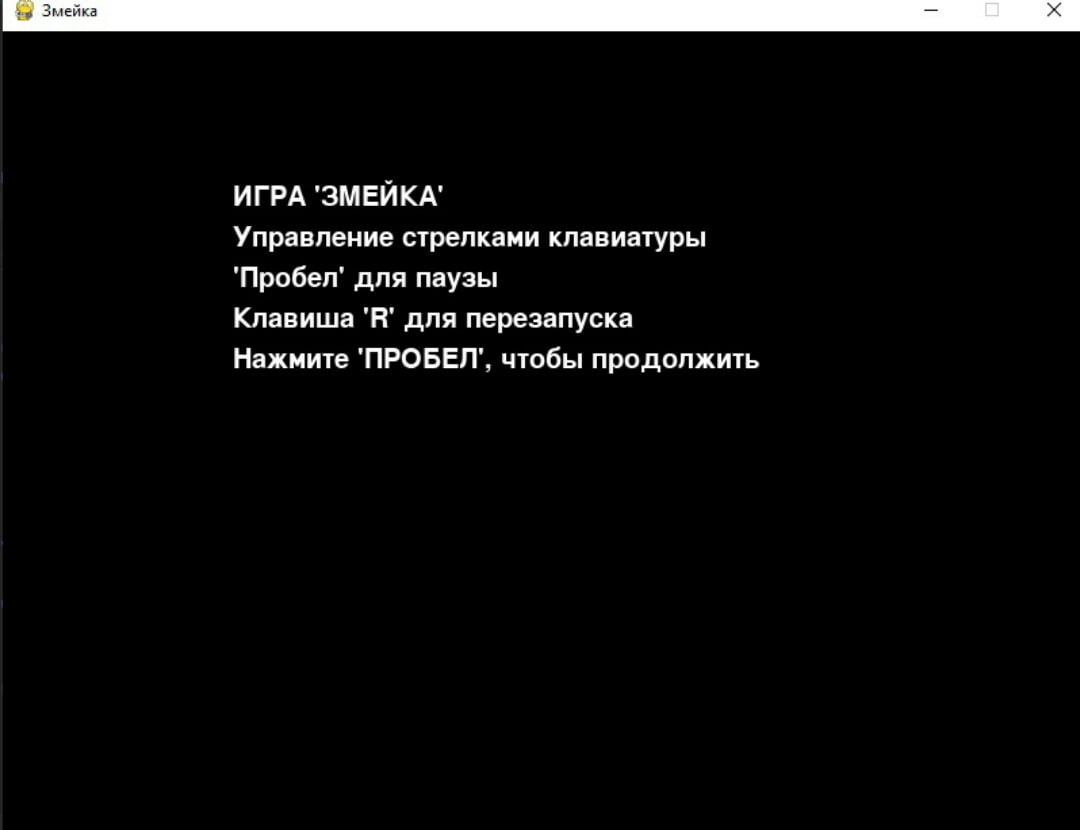 Змейка
ИГРА 'ЗМЕЙКА'
Управление стрелками клавиатуры
'Пробел' для паузы
Клавиша 'R' для перезапуска
Нажмите 'ПРОБЕЛ', чтобы продолжить